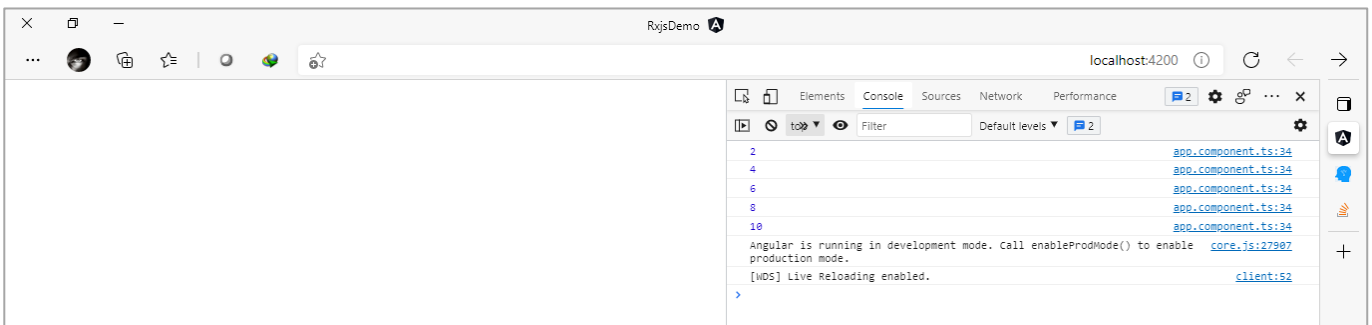 RxjsDemo
localhost:4200
Elements Console Sources Network Performance 2
top Filter Default levels 2
2 app.component.ts:34
4 app.component.ts:34
6 app.component.ts:34
8 app.component.ts:34
10 app.component.ts:34
Angular is running in development mode. Call enableProdMode() to enable core.js:27907
production mode.
[WDS] Live Reloading enabled. client:52